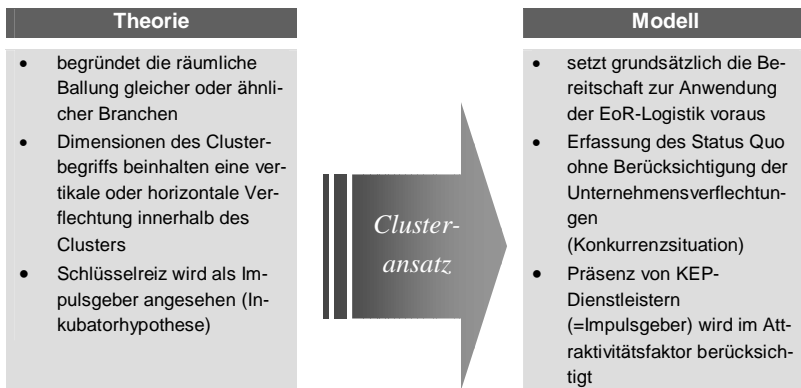 Theorie
• begründet die räumliche
Ballung gleicher oder ähnli-
cher Branchen
• Dimensionen des Cluster-
begriffs beinhalten eine ver-
tikale oder horizontale Ver-
flechtung innerhalb des
Clusters
• Schlüsselreiz wird als Im-
pulsgeber angesehen (In-
kubatorhypothese)
Cluster-
ansatz
Modell
• setzt grundsätzlich die Be-
reitschaft zur Anwendung
der EoR-Logistik voraus
• Erfassung des Status Quo
ohne Berücksichtigung der
Unternehmensverflechtun-
gen
(Konkurrenzsituation)
• Präsenz von KEP-
Dienstleistern
(=Impulsgeber) wird im Att-
raktivitätsfaktor berücksich-
tigt